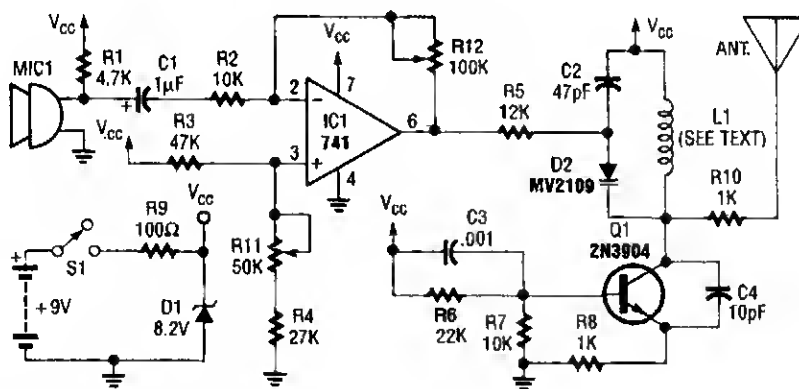 VCC
R1
4.7K
MIC1
C1
1µF
+
R2
10K
VCC
R3
47K
2
−
VCC
7
IC1
741
3
+
4
6
R12
100K
R5
12K
VCC
C2
47pF
D2
MV2109
L1
(SEE TEXT)
ANT.
R10
1K
VCC
R9
100Ω
S1
+
+9V
D1
8.2V
R11
50K
R4
27K
VCC
C3
.001
R6
22K
R7
10K
R8
1K
Q1
2N3904
C4
10pF